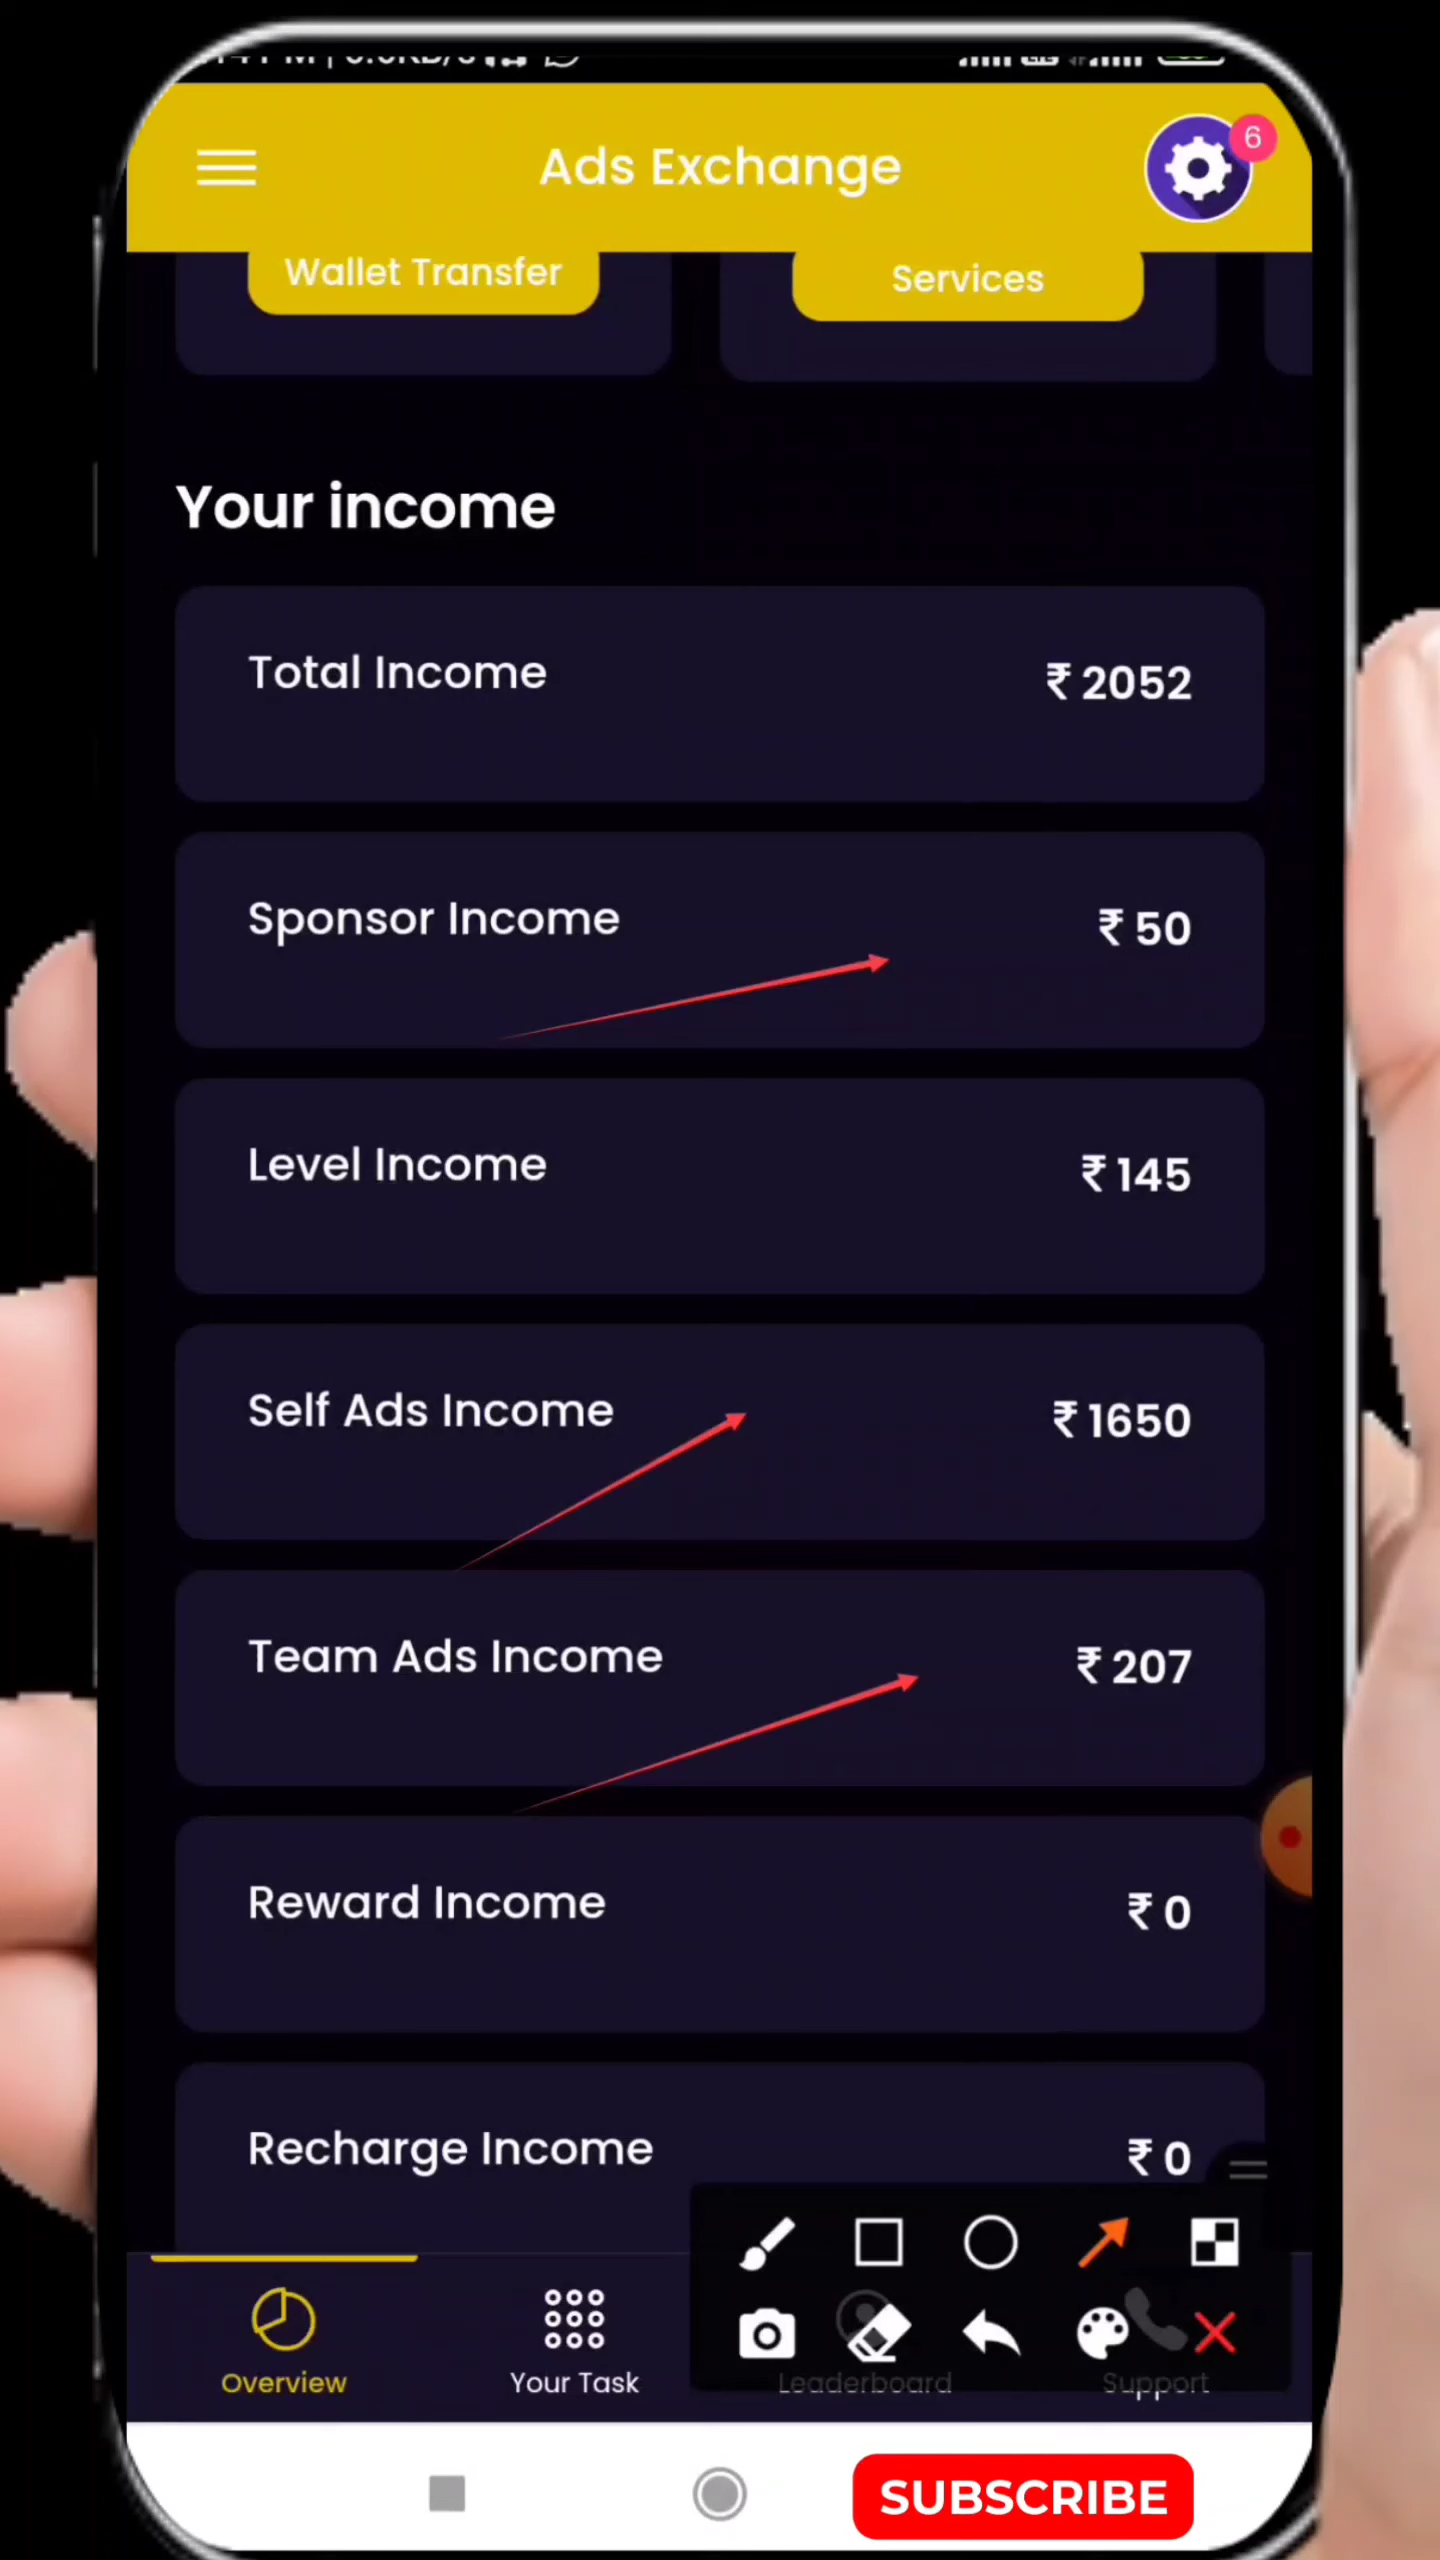 Ads Exchange
6
Wallet Transfer
Services
Your income
Total Income
₹ 2052
Sponsor Income
₹ 50
Level Income
₹ 145
Self Ads Income
₹ 1650
Team Ads Income
₹ 207
Reward Income
₹ 0
Recharge Income
₹ 0
Overview
Your Task
Leaderboard
Support
SUBSCRIBE